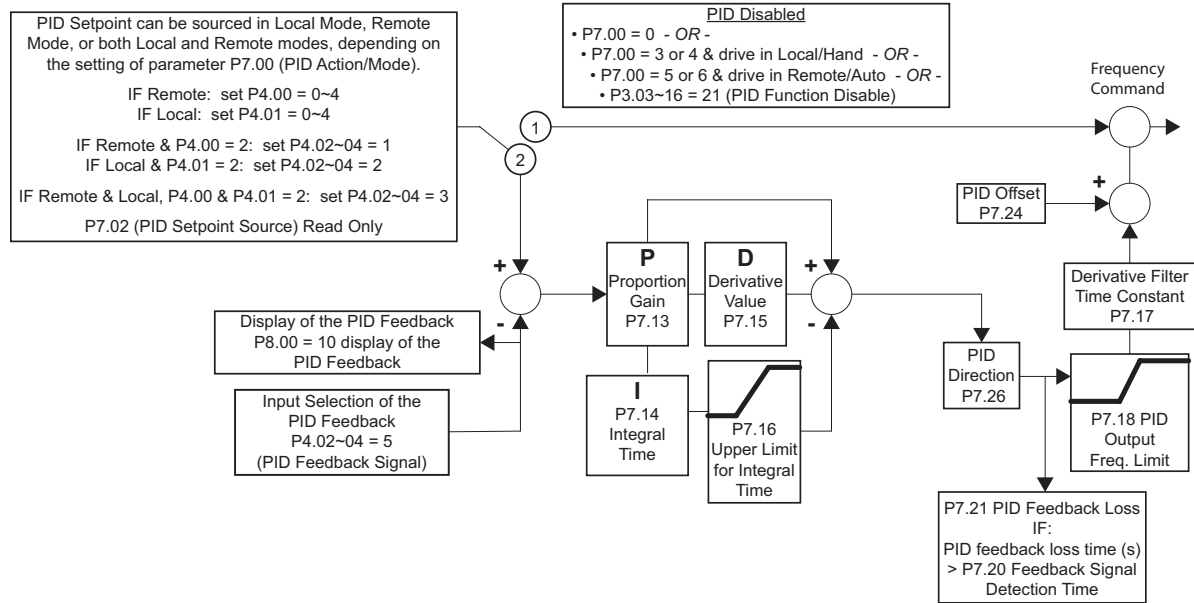 PID Setpoint can be sourced in Local Mode, Remote
Mode, or both Local and Remote modes, depending on
the setting of parameter P7.00 (PID Action/Mode).
IF Remote: set P4.00 = 0~4
IF Local: set P4.01 = 0~4
IF Remote & P4.00 = 2: set P4.02~04 = 1
IF Local & P4.01 = 2: set P4.02~04 = 2
IF Remote & Local, P4.00 & P4.01 = 2: set P4.02~04 = 3
P7.02 (PID Setpoint Source) Read Only
PID Disabled
• P7.00 = 0 - OR -
• P7.00 = 3 or 4 & drive in Local/Hand - OR -
• P7.00 = 5 or 6 & drive in Remote/Auto - OR -
• P3.03~16 = 21 (PID Function Disable)
Frequency
Command
1
2
+
PID Offset
P7.24
+
-
P
Proportion
Gain
P7.13
D
Derivative
Value
P7.15
+
-
Derivative Filter
Time Constant
P7.17
Display of the PID Feedback
P8.00 = 10 display of the
PID Feedback
Input Selection of the
PID Feedback
P4.02~04 = 5
(PID Feedback Signal)
I
P7.14
Integral
Time
P7.16
Upper Limit
for Integral
Time
PID
Direction
P7.26
P7.18 PID
Output
Freq. Limit
P7.21 PID Feedback Loss
IF:
PID feedback loss time (s)
> P7.20 Feedback Signal
Detection Time